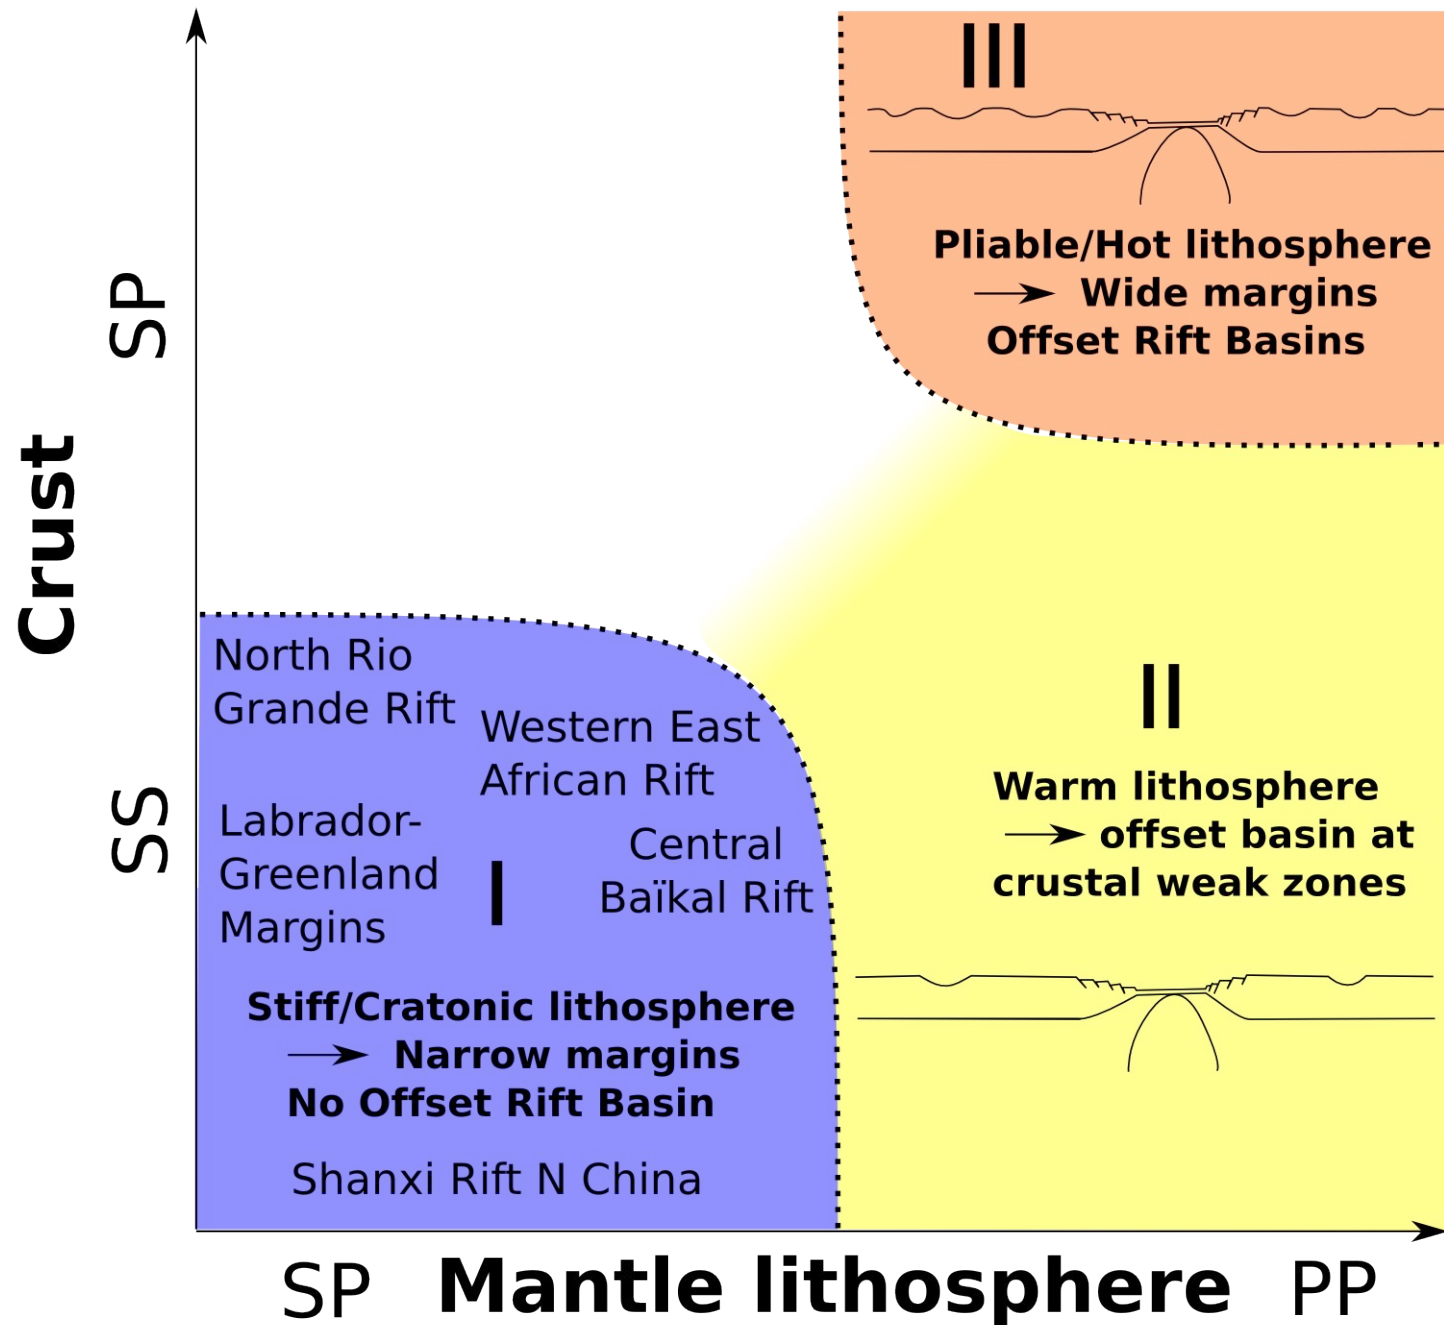 III
Pliable/Hot lithosphere
Wide margins
Offset Rift Basins
SP
Crust
SS
North Rio
Grande Rift
Western East
African Rift
Labrador-
Greenland
Margins
I
Central
Baïkal Rift
Stiff/Cratonic lithosphere
Narrow margins
No Offset Rift Basin
Shanxi Rift N China
II
Warm lithosphere
offset basin at
crustal weak zones
SP
Mantle lithosphere
PP